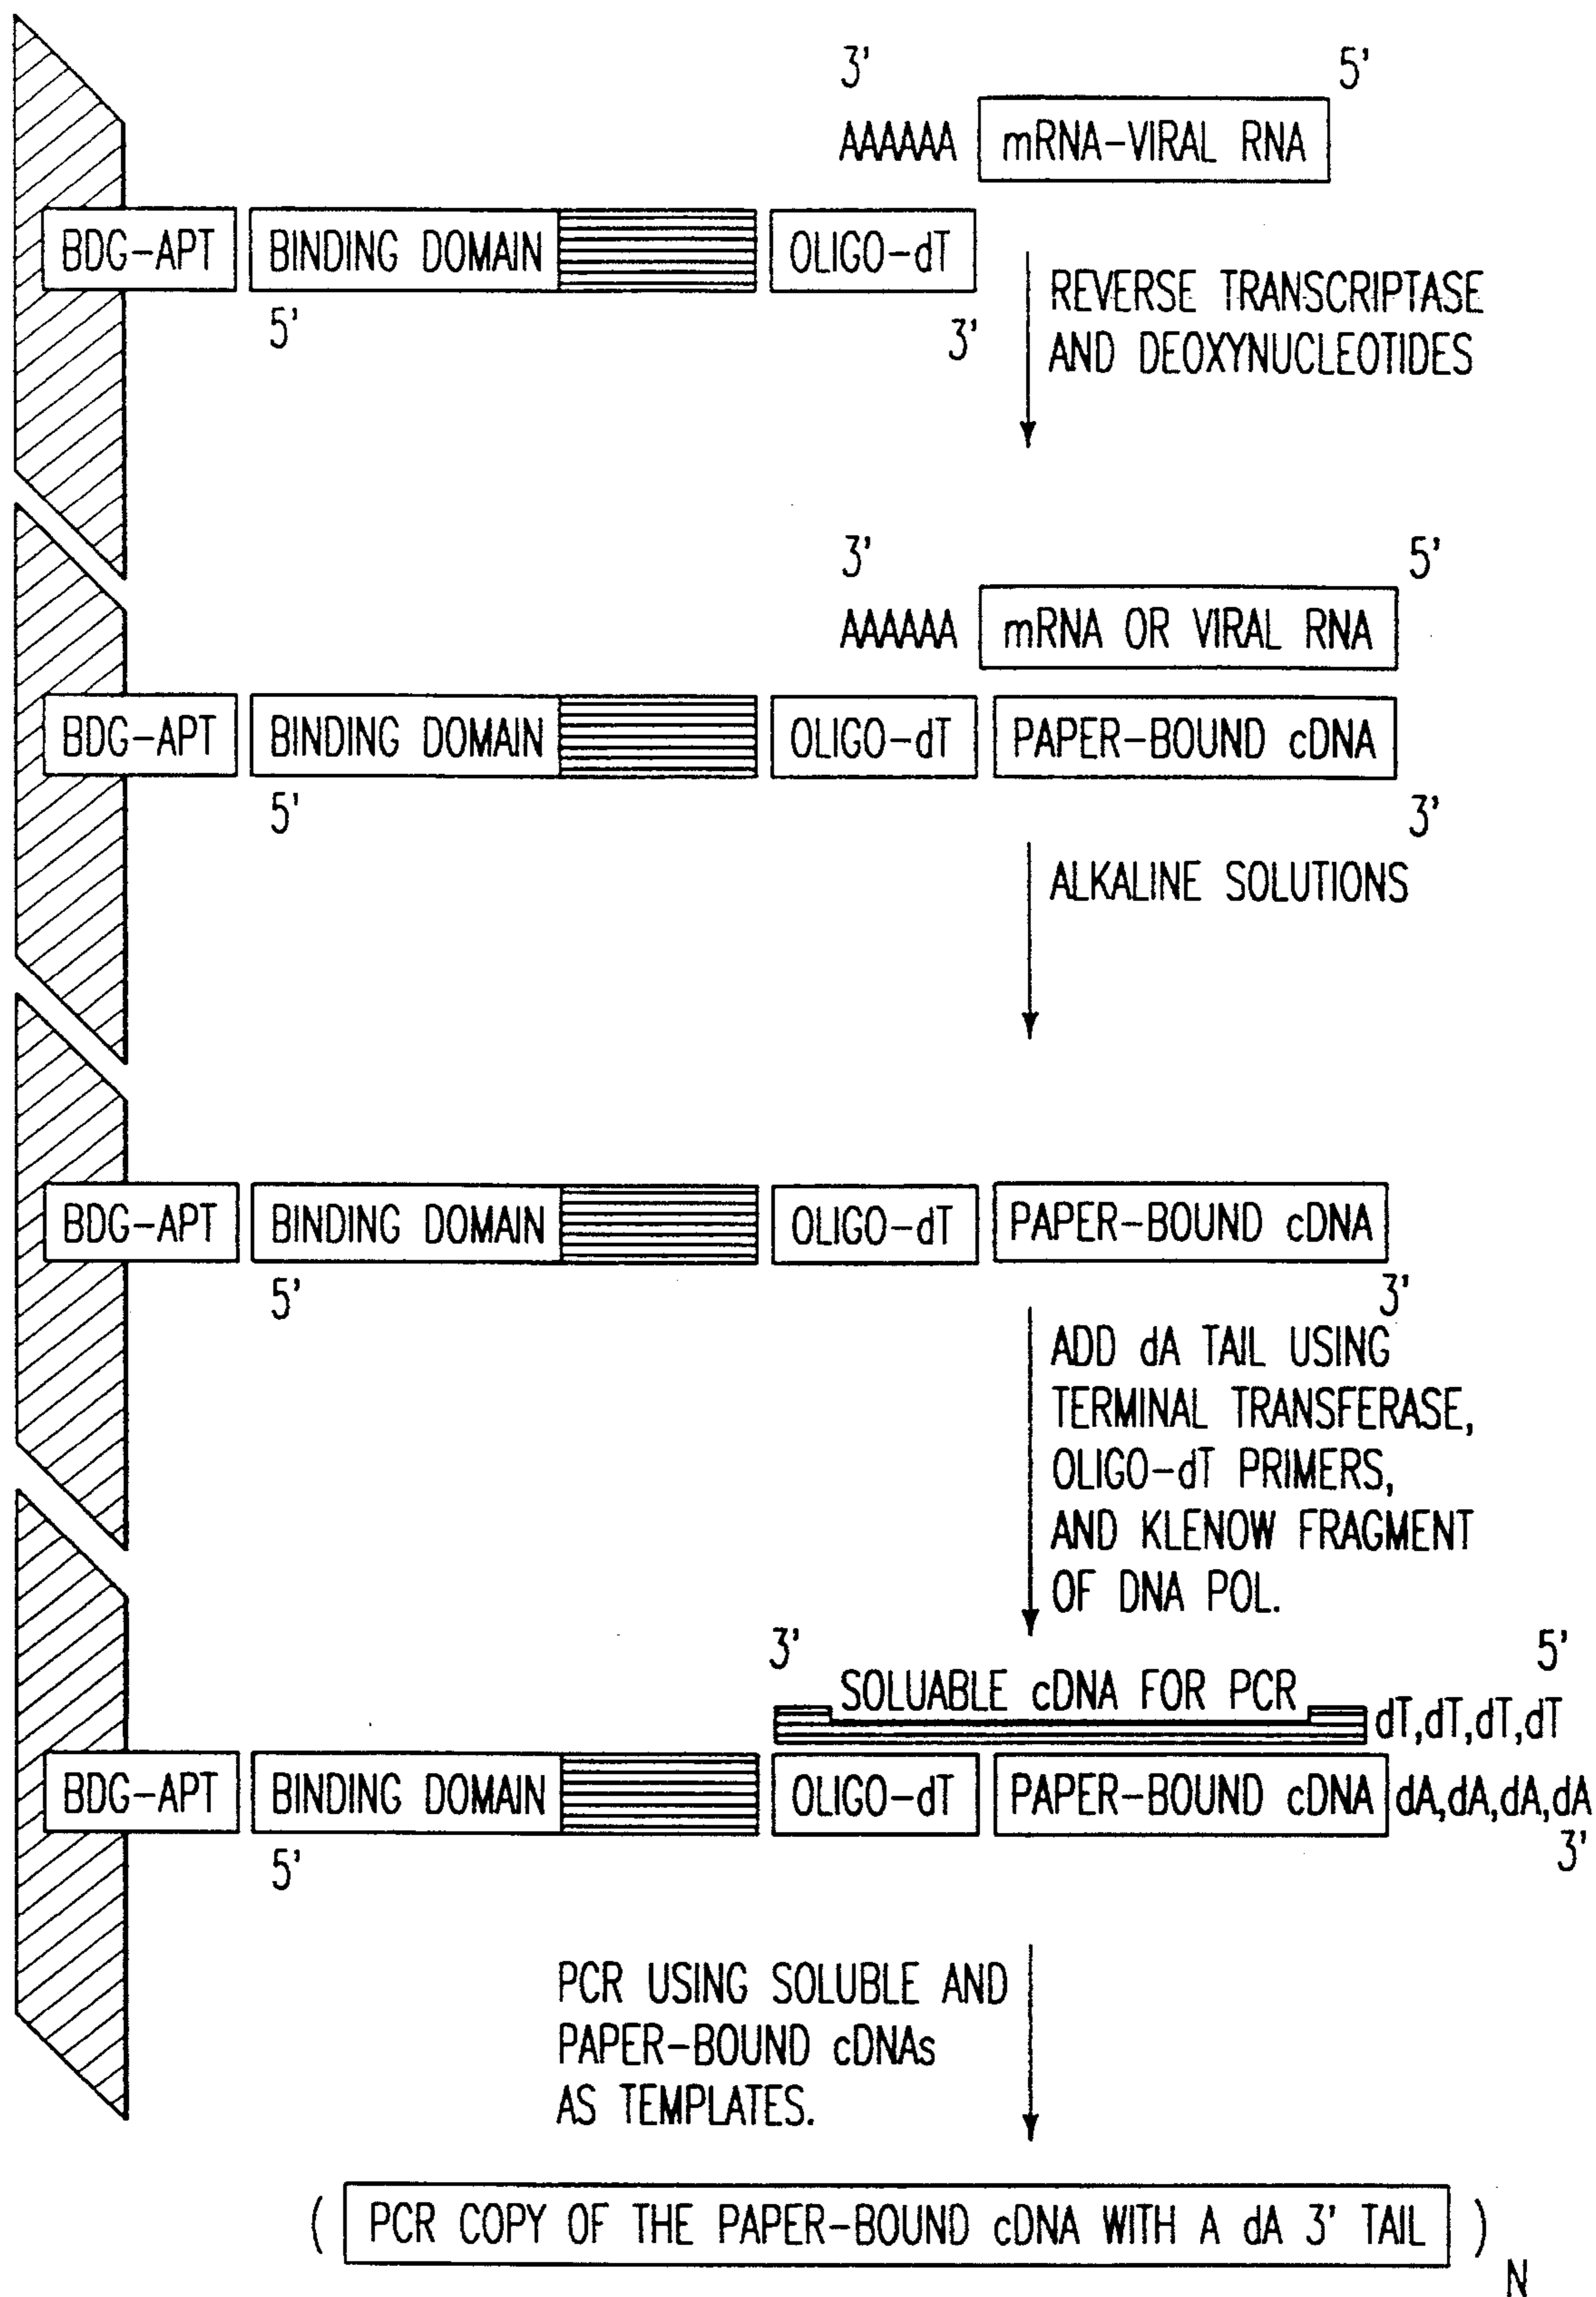 3' 5'
AAAAAA mRNA-VIRAL RNA
BDG-APT BINDING DOMAIN OLIGO-dT
5' 3'
REVERSE TRANSCRIPTASE
AND DEOXYNUCLEOTIDES
3' 5'
AAAAAA mRNA OR VIRAL RNA
BDG-APT BINDING DOMAIN OLIGO-dT PAPER-BOUND cDNA
5' 3'
ALKALINE SOLUTIONS
BDG-APT BINDING DOMAIN OLIGO-dT PAPER-BOUND cDNA
5' 3'
ADD dA TAIL USING
TERMINAL TRANSFERASE,
OLIGO-dT PRIMERS,
AND KLENOW FRAGMENT
OF DNA POL.
3' 5'
SOLUABLE cDNA FOR PCR dT,dT,dT,dT
BDG-APT BINDING DOMAIN OLIGO-dT PAPER-BOUND cDNA dA,dA,dA,dA
5' 3'
PCR USING SOLUBLE AND
PAPER-BOUND cDNAs
AS TEMPLATES.
( PCR COPY OF THE PAPER-BOUND cDNA WITH A dA 3' TAIL )
N